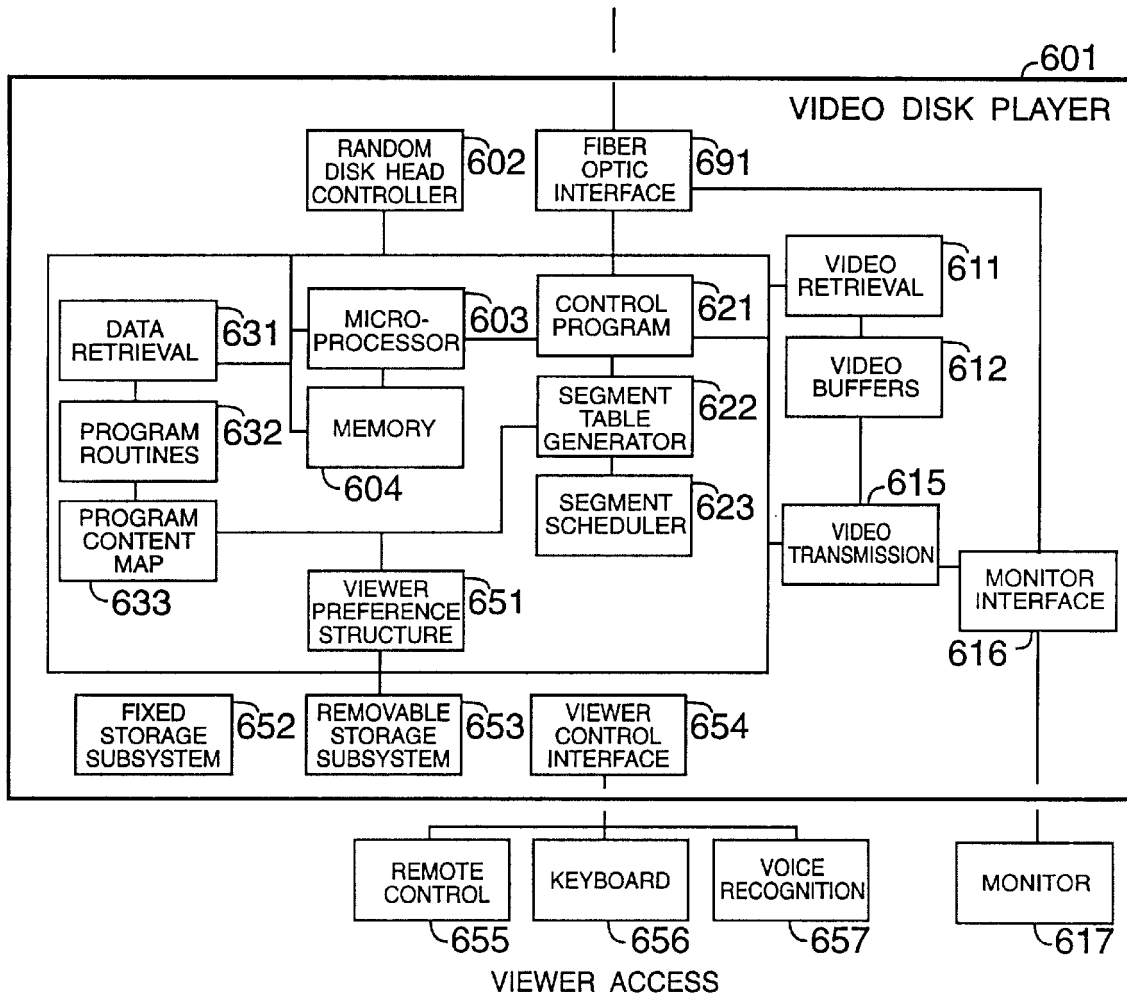 601
VIDEO DISK PLAYER
RANDOM
DISK HEAD
CONTROLLER
602
FIBER
OPTIC
INTERFACE
691
VIDEO
RETRIEVAL
611
DATA
RETRIEVAL
631
MICRO-
PROCESSOR
603
CONTROL
PROGRAM
621
VIDEO
BUFFERS
612
PROGRAM
ROUTINES
632
MEMORY
604
SEGMENT
TABLE
GENERATOR
622
PROGRAM
CONTENT
MAP
633
SEGMENT
SCHEDULER
623
615
VIDEO
TRANSMISSION
MONITOR
INTERFACE
616
VIEWER
PREFERENCE
STRUCTURE
651
FIXED
STORAGE
SUBSYSTEM
652
REMOVABLE
STORAGE
SUBSYSTEM
653
VIEWER
CONTROL
INTERFACE
654
REMOTE
CONTROL
655
KEYBOARD
656
VOICE
RECOGNITION
657
MONITOR
617
VIEWER ACCESS